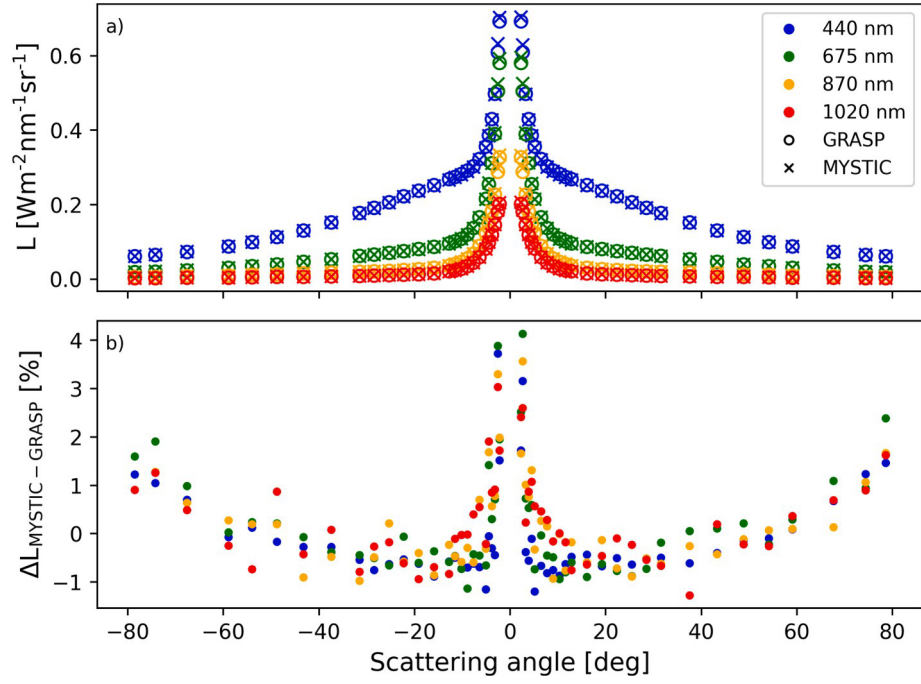 a)
0.6
0.4
0.2
0.0
L [Wm⁻²nm⁻¹sr⁻¹]
440 nm
675 nm
870 nm
1020 nm
GRASP
MYSTIC
b)
4
3
2
1
0
−1
ΔL_MYSTIC−GRASP [%]
−80 −60 −40 −20 0 20 40 60 80
Scattering angle [deg]